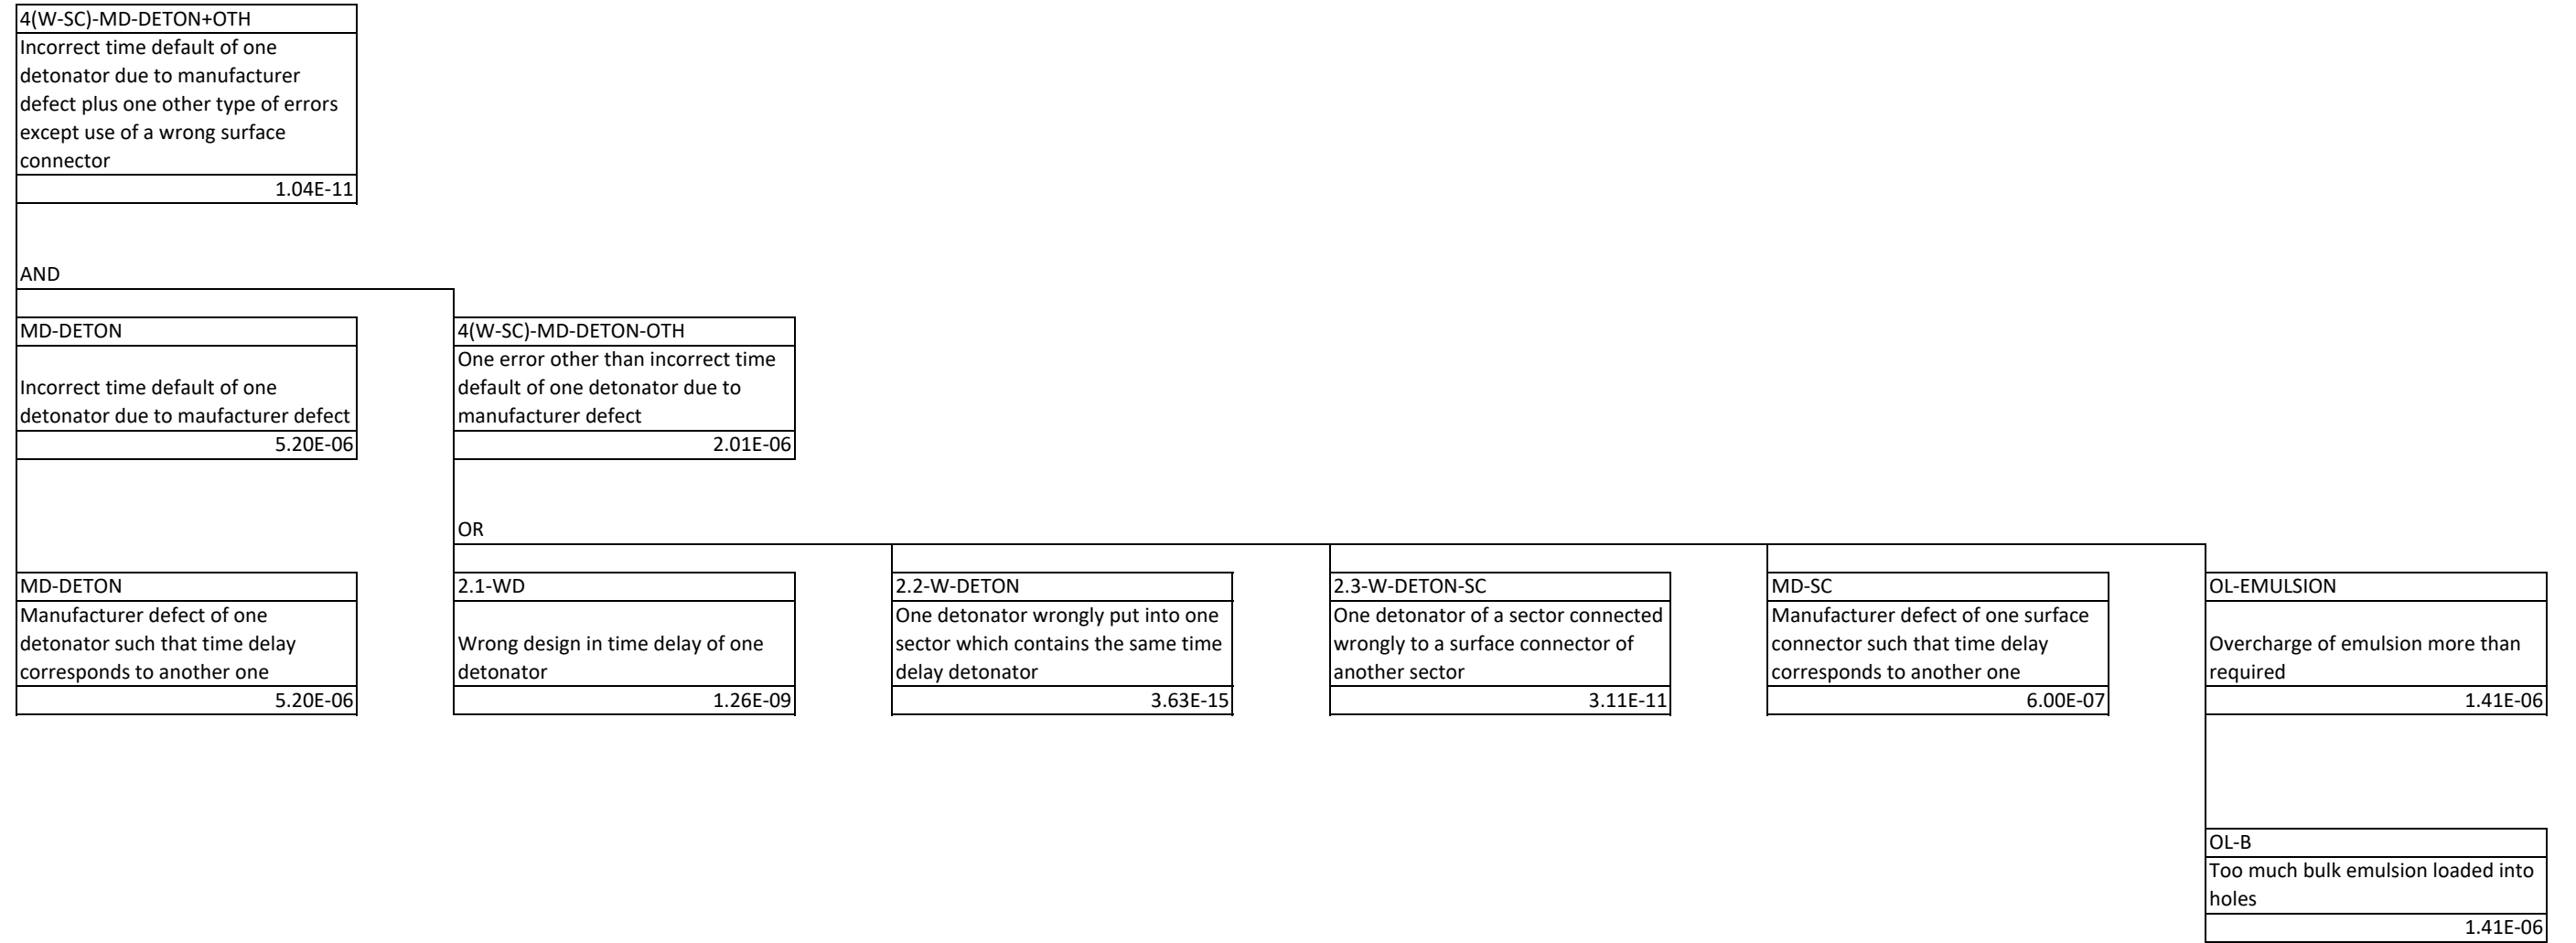 4(W-SC)-MD-DETON+OTH
Incorrect time default of one
detonator due to manufacturer
defect plus one other type of errors
except use of a wrong surface
connector
1.04E-11
AND
MD-DETON
Incorrect time default of one
detonator due to maufacturer defect
5.20E-06
4(W-SC)-MD-DETON-OTH
One error other than incorrect time
default of one detonator due to
manufacturer defect
2.01E-06
OR
MD-DETON
Manufacturer defect of one
detonator such that time delay
corresponds to another one
5.20E-06
2.1-WD
Wrong design in time delay of one
detonator
1.26E-09
2.2-W-DETON
One detonator wrongly put into one
sector which contains the same time
delay detonator
3.63E-15
2.3-W-DETON-SC
One detonator of a sector connected
wrongly to a surface connector of
another sector
3.11E-11
MD-SC
Manufacturer defect of one surface
connector such that time delay
corresponds to another one
6.00E-07
OL-EMULSION
Overcharge of emulsion more than
required
1.41E-06
OL-B
Too much bulk emulsion loaded into
holes
1.41E-06